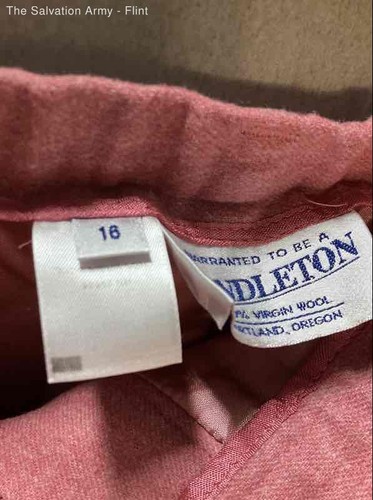 The Salvation Army - Flint
16
WARRANTED TO BE A
NDLETON
% VIRGIN WOOL
RTLAND, OREGON